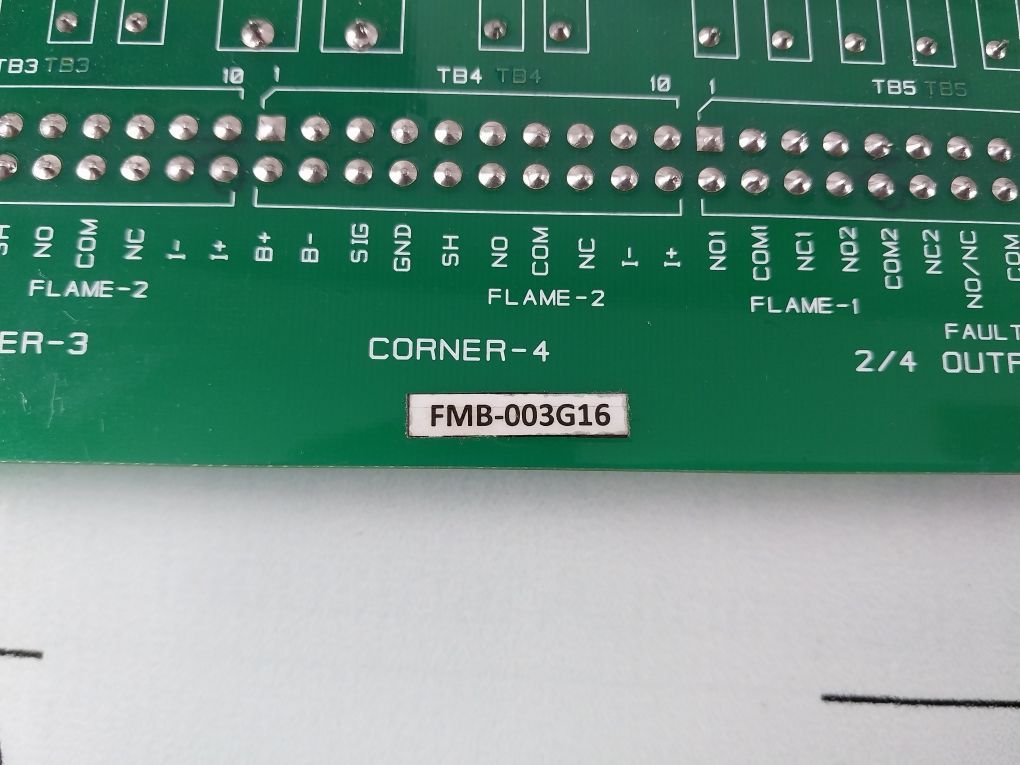 TB3 TB3
10 1
TB4 TB4
10 1
TB5 TB5
SH NO COM NC I- I+ B+ B- SIG GND SH NO COM NC I- I+ NO1 COM1 NC1 NO2 COM2 NC2 NO/NC COM
FLAME-2
FLAME-2
FLAME-1
FAULT
ER-3
CORNER-4
2/4 OUTP
FMB-003G16